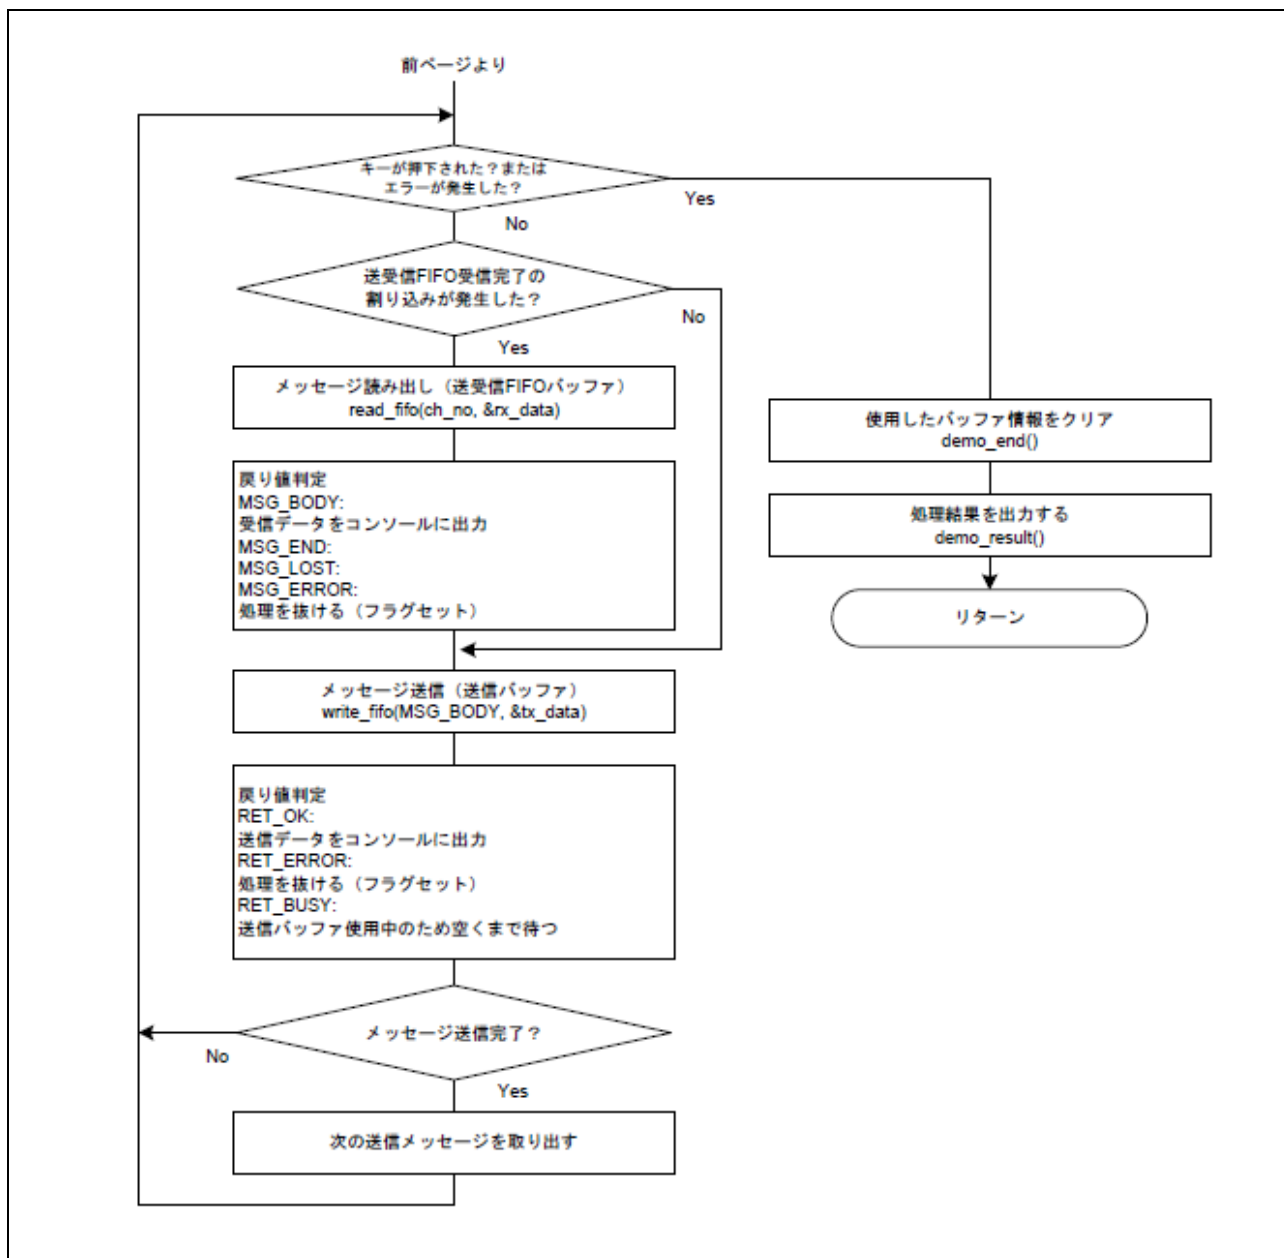 前ページより
キーが押下された？または
エラーが発生した？
Yes
No
送受信FIFO受信完了の
割り込みが発生した？
No
Yes
メッセージ読み出し（送受信FIFOバッファ）
read_fifo(ch_no, &rx_data)
戻り値判定
MSG_BODY:
受信データをコンソールに出力
MSG_END:
MSG_LOST:
MSG_ERROR:
処理を抜ける（フラグセット）
メッセージ送信（送信バッファ）
write_fifo(MSG_BODY, &tx_data)
戻り値判定
RET_OK:
送信データをコンソールに出力
RET_ERROR:
処理を抜ける（フラグセット）
RET_BUSY:
送信バッファ使用中のため空くまで待つ
メッセージ送信完了？
No
Yes
次の送信メッセージを取り出す
使用したバッファ情報をクリア
demo_end()
処理結果を出力する
demo_result()
リターン